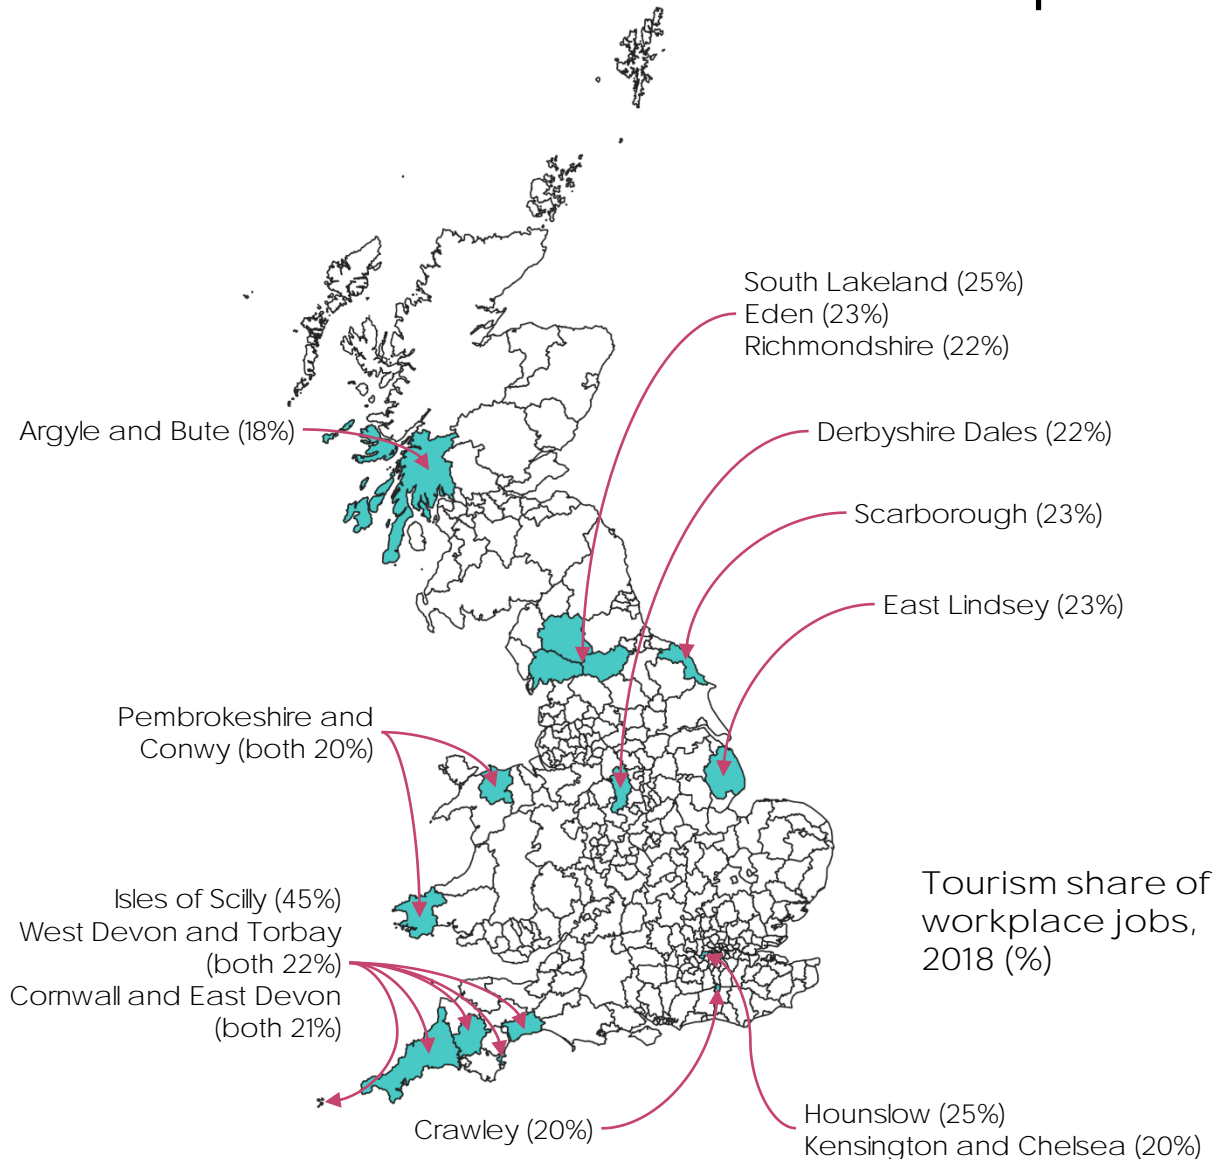 South Lakeland (25%)
Eden (23%)
Richmondshire (22%)
Argyle and Bute (18%)
Derbyshire Dales (22%)
Scarborough (23%)
East Lindsey (23%)
Pembrokeshire and
Conwy (both 20%)
Isles of Scilly (45%)
West Devon and Torbay
(both 22%)
Cornwall and East Devon
(both 21%)
Tourism share of
workplace jobs,
2018 (%)
Crawley (20%)
Hounslow (25%)
Kensington and Chelsea (20%)